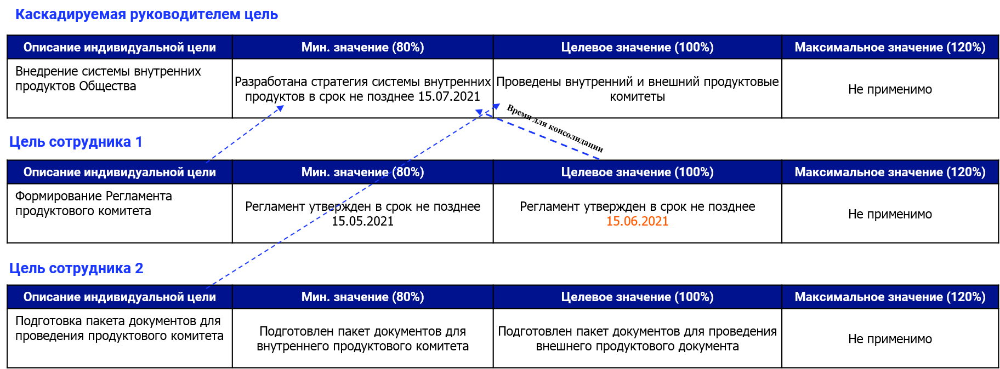 Каскадируемая руководителем цель
Описание индивидуальной цели
Мин. значение (80%)
Целевое значение (100%)
Максимальное значение (120%)
Внедрение системы внутренних
продуктов Общества
Разработана стратегия системы внутренних
продуктов в срок не позднее 15.07.2021
Проведены внутренний и внешний продуктовые
комитеты
Не применимо
Время для консолидации
Цель сотрудника 1
Описание индивидуальной цели
Мин. значение (80%)
Целевое значение (100%)
Максимальное значение (120%)
Формирование Регламента
продуктового комитета
Регламент утвержден в срок не позднее
15.05.2021
Регламент утвержден в срок не позднее
15.06.2021
Не применимо
Цель сотрудника 2
Описание индивидуальной цели
Мин. значение (80%)
Целевое значение (100%)
Максимальное значение (120%)
Подготовка пакета документов для
проведения продуктового комитета
Подготовлен пакет документов для
внутреннего продуктового комитета
Подготовлен пакет документов для проведения
внешнего продуктового документа
Не применимо